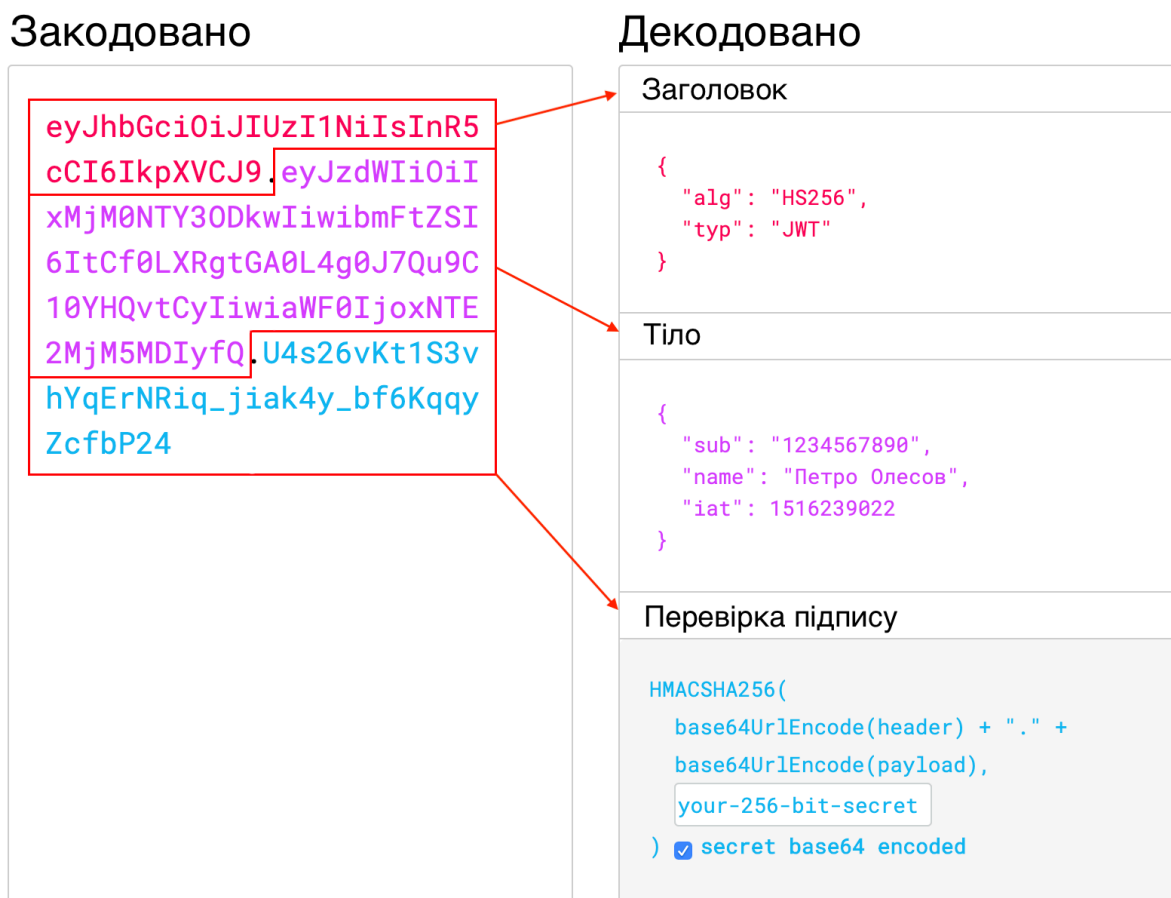 Закодовано
eyJhbGciOiJIUzI1NiIsInR5
cCI6IkpXVCJ9.eyJzdWIiOiI
xMjM0NTY3ODkwIiwibmFtZSI
6ItCf0LXRgtGA0L4g0J7Qu9C
10YHQvtCyIiwiaWF0IjoxNTE
2MjM5MDIyfQ.U4s26vKt1S3v
hYqErNRiq_jiak4y_bf6Kqqy
ZcfbP24
Декодовано
Заголовок
{
"alg": "HS256",
"typ": "JWT"
}
Тіло
{
"sub": "1234567890",
"name": "Петро Олесов",
"iat": 1516239022
}
Перевірка підпису
HMACSHA256(
base64UrlEncode(header) + "." +
base64UrlEncode(payload),
your-256-bit-secret
) secret base64 encoded